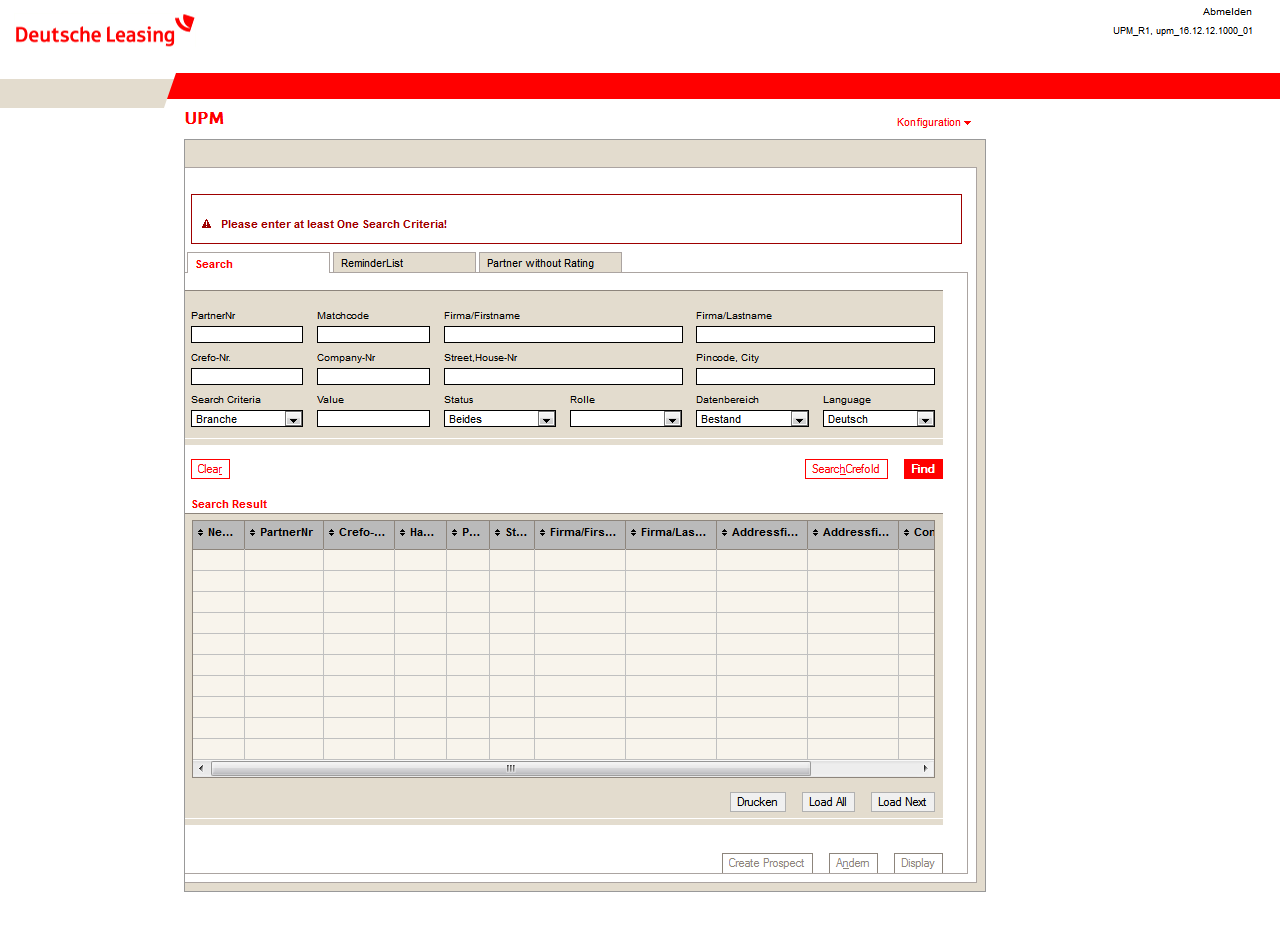 Deutsche Leasing
Abmelden
UPM_R1, upm_16.12.12.1000_01
UPM
Konfiguration
Please enter at least One Search Criteria!
Search ReminderList Partner without Rating
PartnerNr Matchcode Firma/Firstname Firma/Lastname
Crefo-Nr. Company-Nr Street,House-Nr Pincode, City
Search Criteria Value Status Rolle Datenbereich Language
Branche Beides Bestand Deutsch
Clear SearchCrefoId Find
Search Result
Ne... PartnerNr Crefo-... Ha... P... St... Firma/Firs... Firma/Las... Addressfi... Addressfi... Con
Drucken Load All Load Next
Create Prospect Ändern Display